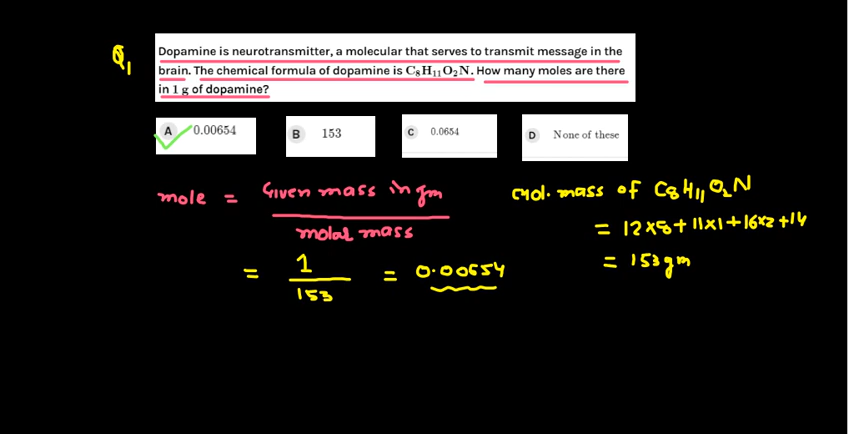 Q1
Dopamine is neurotransmitter, a molecular that serves to transmit message in the
brain. The chemical formula of dopamine is C₈H₁₁O₂N. How many moles are there
in 1 g of dopamine?
A 0.00654
B 153
C 0.0654
D None of these
mole = Given mass in gm
molar mass
= 1
153
= 0.00654
mol. mass of C8H11O2N
= 12×8+11×1+16×2+14
= 153gm